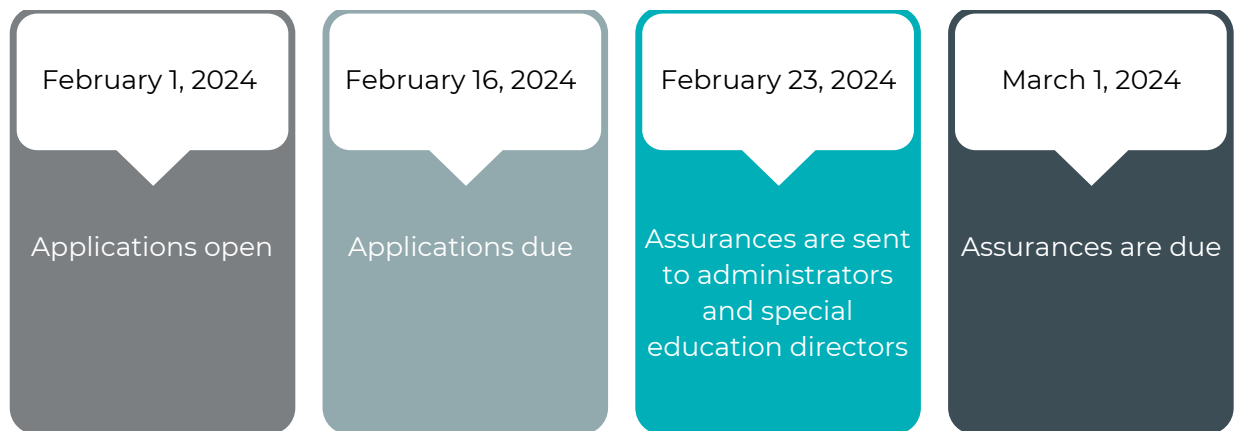 February 1, 2024
Applications open
February 16, 2024
Applications due
February 23, 2024
Assurances are sent
to administrators
and special
education directors
March 1, 2024
Assurances are due